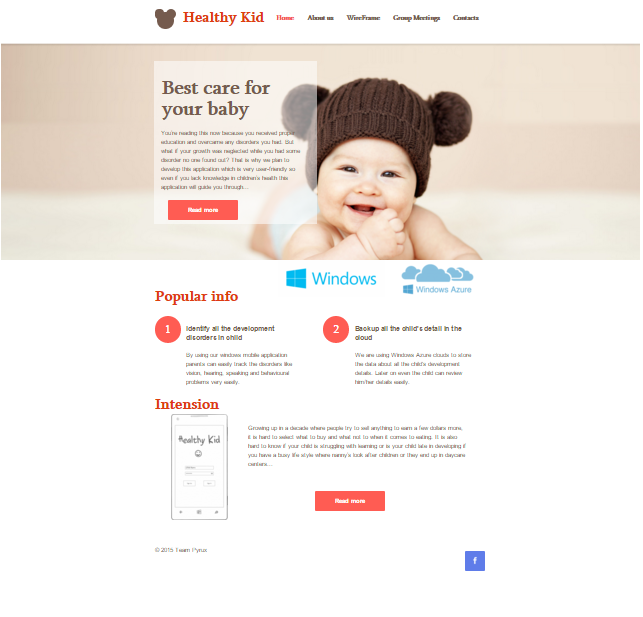 Healthy Kid
Home About us WireFrame Group Meetings Contacts
Best care for
your baby
You're reading this now because you received proper
education and overcame any disorders you had. But
what if your growth was neglected while you had some
disorder no one found out? That is why we plan to
develop this application which is very user-friendly so
even if you lack knowledge in children's health this
application will guide you through...
Read more
Windows
Windows Azure
Popular info
1
Identify all the development
disorders in child
By using our windows mobile application
parents can easily track the disorders like
vision, hearing, speaking and behavioural
problems very easily.
2
Backup all the child's detail in the
cloud
We are using Windows Azure clouds to store
the data about all the child's development
details. Later on even the child can review
him/her details easily.
Intension
Healthy Kid
Growing up in a decade where people try to sell anything to earn a few dollars more,
it is hard to select what to buy and what not to when it comes to eating. It is also
hard to know if your child is struggling with learning or is your child late in developing if
you have a busy life style where nanny's look after children or they end up in daycare
centers...
Read more
© 2015 Team Pyrux
f